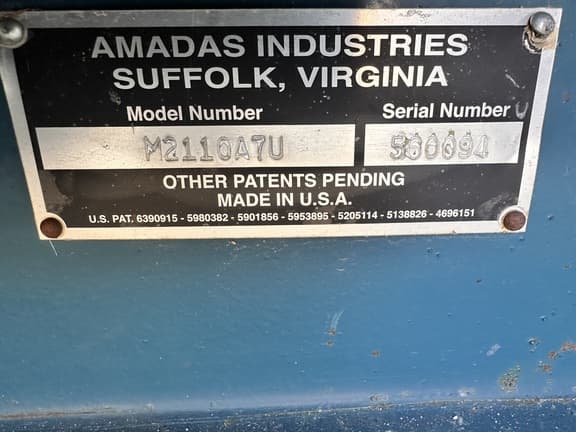 AMADAS INDUSTRIES
SUFFOLK, VIRGINIA
Model Number Serial Number
M2110A7U 560094
OTHER PATENTS PENDING
MADE IN U.S.A.
U.S. PAT. 6390915 - 5980382 - 5901856 - 5953895 - 5205114 - 5138826 - 4696151